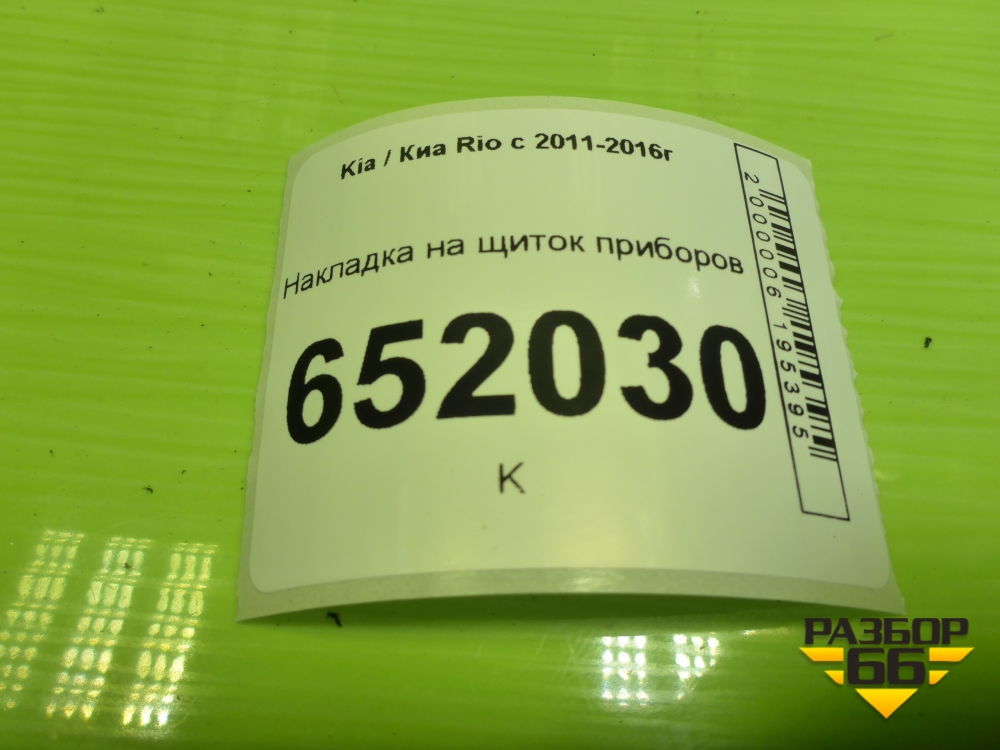 Kia / Киа Rio с 2011-2016г
Накладка на щиток приборов
652030
К
2000006195395
РАЗБОР
66